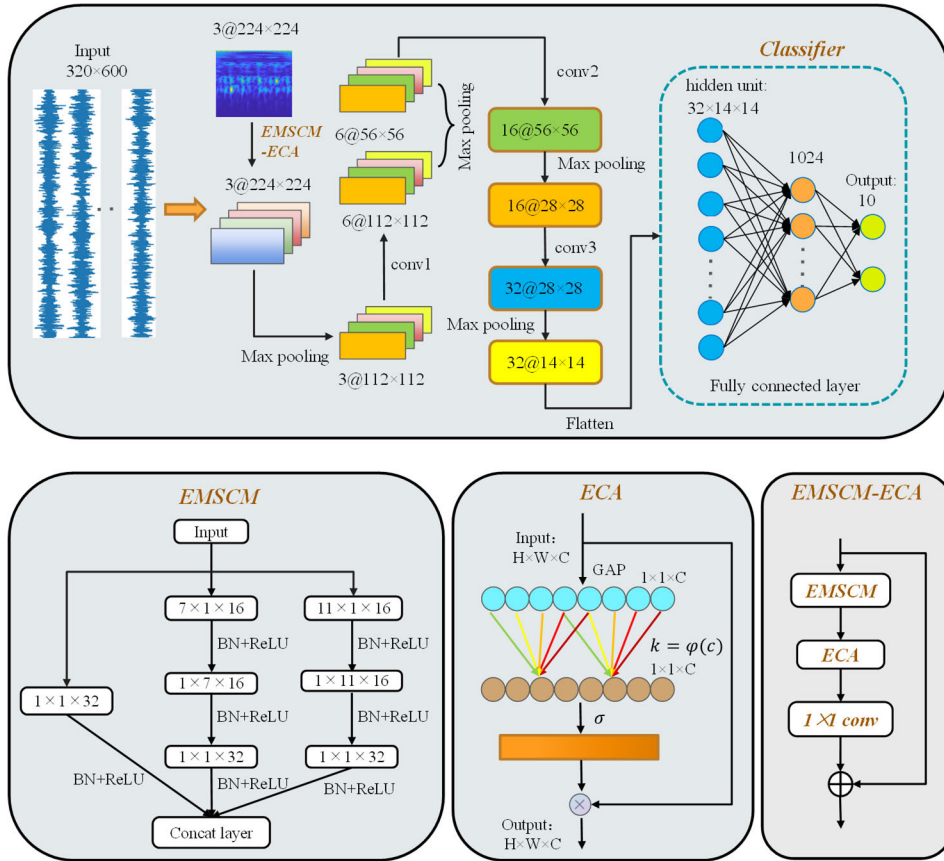 Input
320×600
3@224×224
EMSCM
-ECA
3@224×224
Max pooling
3@112×112
conv1
6@112×112
6@56×56
Max pooling
conv2
16@56×56
Max pooling
16@28×28
conv3
32@28×28
Max pooling
32@14×14
Flatten
Classifier
hidden unit:
32×14×14
1024
Output:
10
Fully connected layer
EMSCM
Input
7×1×16
11×1×16
BN+ReLU
BN+ReLU
1×1×32
1×7×16
1×11×16
BN+ReLU
BN+ReLU
1×1×32
1×1×32
BN+ReLU
BN+ReLU
BN+ReLU
Concat layer
ECA
Input:
H×W×C
GAP
1×1×C
k = φ(c)
1×1×C
σ
Output:
H×W×C
EMSCM-ECA
EMSCM
ECA
1×1 conv